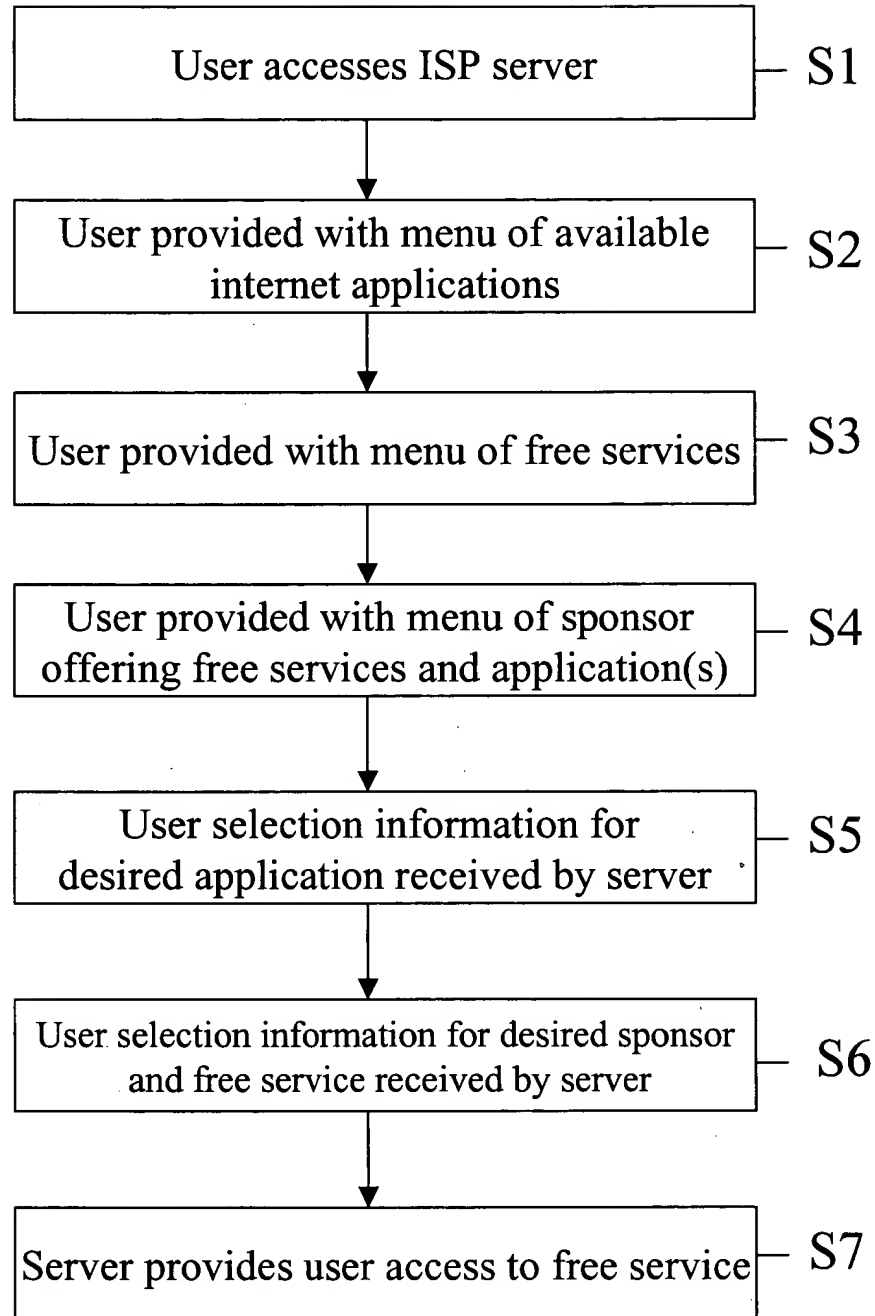 User accesses ISP server
S1
User provided with menu of available
internet applications
S2
User provided with menu of free services
S3
User provided with menu of sponsor
offering free services and application(s)
S4
User selection information for
desired application received by server
S5
User selection information for desired sponsor
and free service received by server
S6
Server provides user access to free service
S7